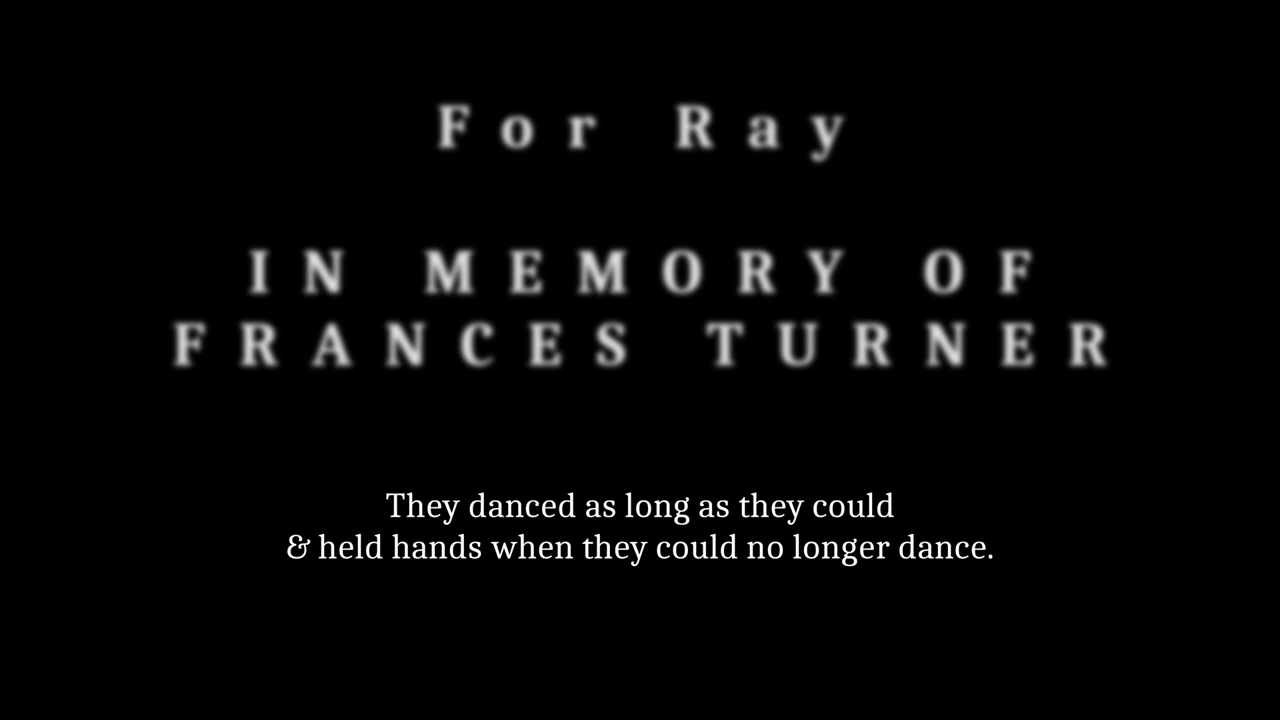 For Ray
IN MEMORY OF
FRANCES TURNER
They danced as long as they could
& held hands when they could no longer dance.